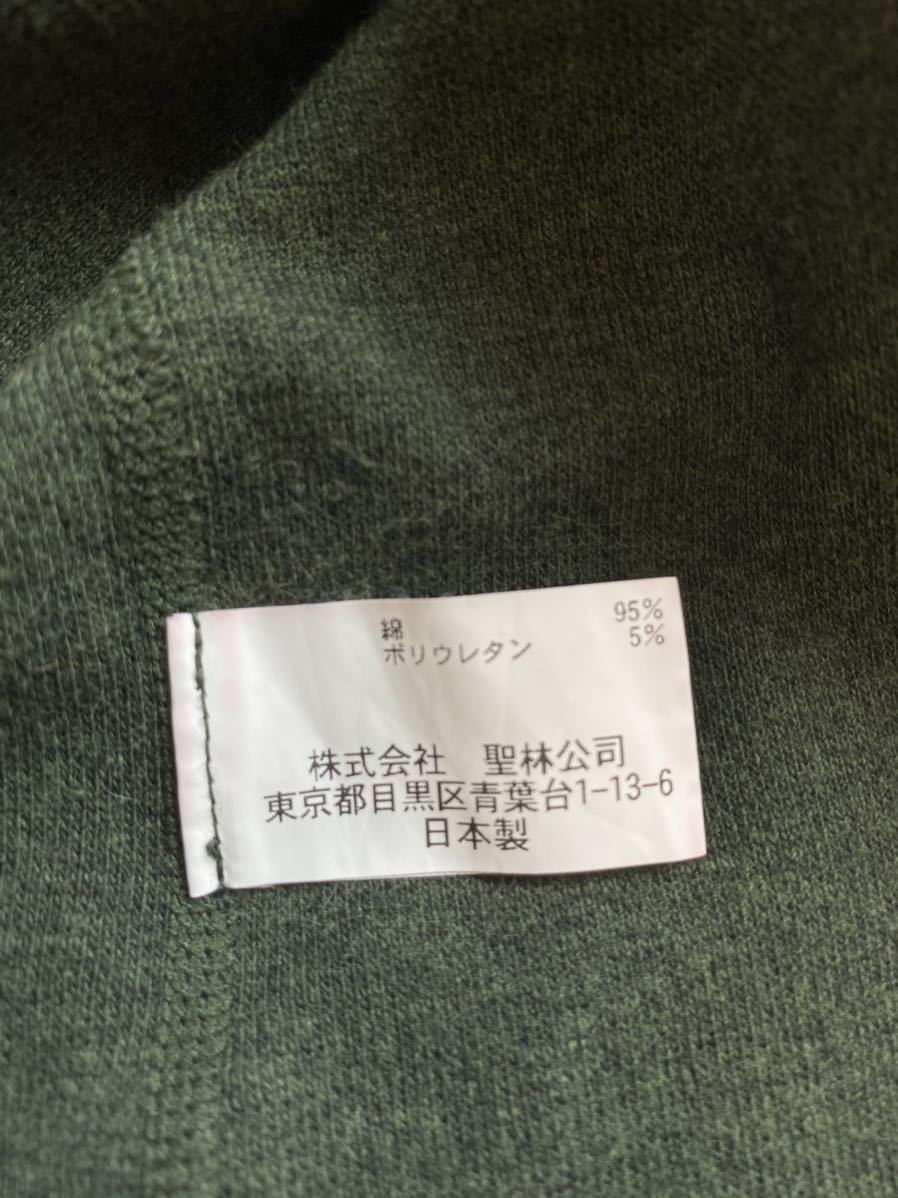 綿 95%
ポリウレタン 5%
株式会社　聖林公司
東京都目黒区青葉台1-13-6
日本製